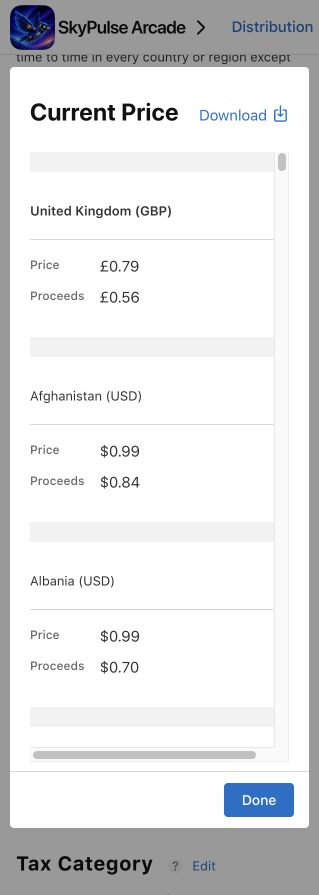 SkyPulse Arcade > Distribution
time to time in every country or region except
Current Price Download
United Kingdom (GBP)
Price £0.79
Proceeds £0.56
Afghanistan (USD)
Price $0.99
Proceeds $0.84
Albania (USD)
Price $0.99
Proceeds $0.70
Done
Tax Category ? Edit